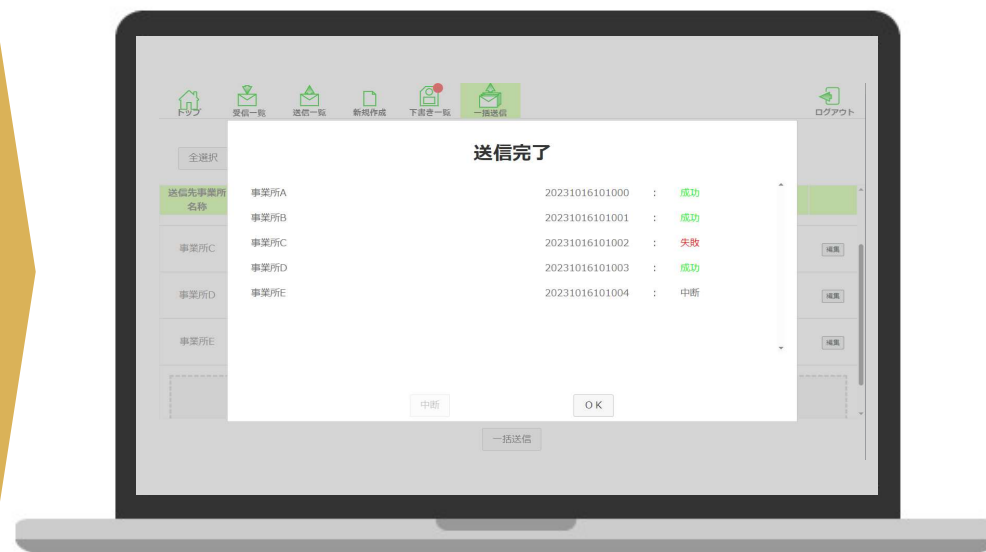 トップ 受信一覧 送信一覧 新規作成 下書き一覧 一括送信 ログアウト
全選択
送信完了
送信先事業所
名称
事業所A 20231016101000 : 成功
事業所B 20231016101001 : 成功
事業所C 20231016101002 : 失敗
事業所D 20231016101003 : 成功
事業所E 20231016101004 : 中断
事業所C 編集
事業所D 編集
事業所E 編集
中断 OK
一括送信